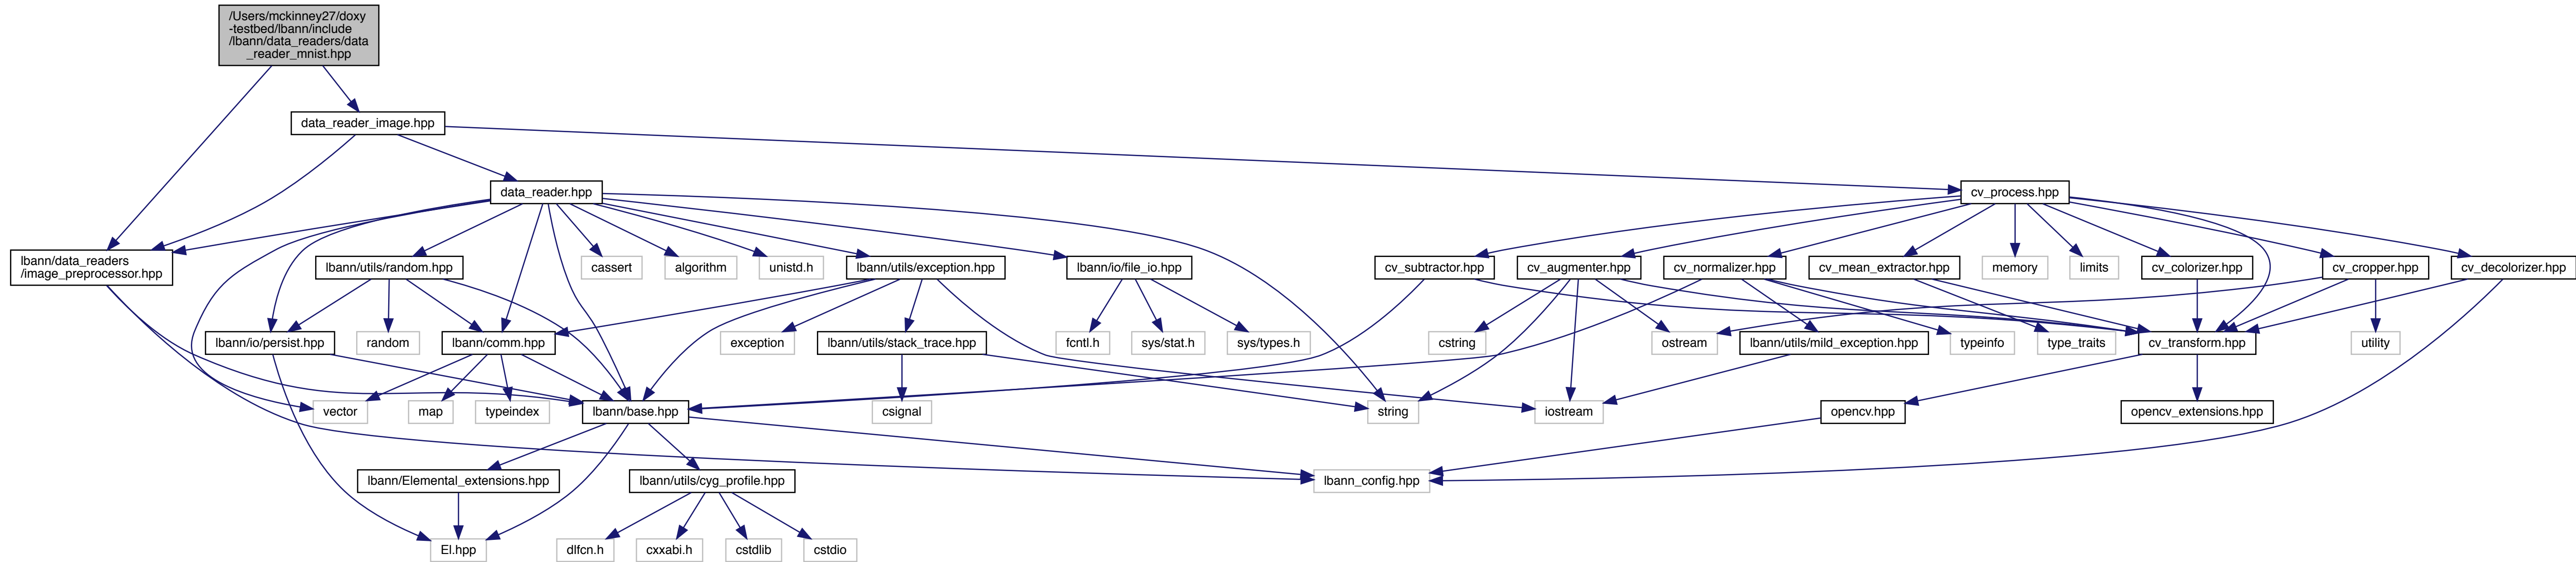 /Users/mckinney27/doxy
-testbed/lbann/include
/lbann/data_readers/data
_reader_mnist.hpp
data_reader_image.hpp
data_reader.hpp
cv_process.hpp
lbann/data_readers
/image_preprocessor.hpp
lbann/utils/random.hpp
cassert
algorithm
unistd.h
lbann/utils/exception.hpp
lbann/io/file_io.hpp
cv_subtractor.hpp
cv_augmenter.hpp
cv_normalizer.hpp
cv_mean_extractor.hpp
memory
limits
cv_colorizer.hpp
cv_cropper.hpp
cv_decolorizer.hpp
lbann/io/persist.hpp
random
lbann/comm.hpp
exception
lbann/utils/stack_trace.hpp
fcntl.h
sys/stat.h
sys/types.h
cstring
ostream
lbann/utils/mild_exception.hpp
typeinfo
type_traits
cv_transform.hpp
utility
vector
map
typeindex
lbann/base.hpp
csignal
string
iostream
opencv.hpp
opencv_extensions.hpp
lbann/Elemental_extensions.hpp
lbann/utils/cyg_profile.hpp
lbann_config.hpp
El.hpp
dlfcn.h
cxxabi.h
cstdlib
cstdio